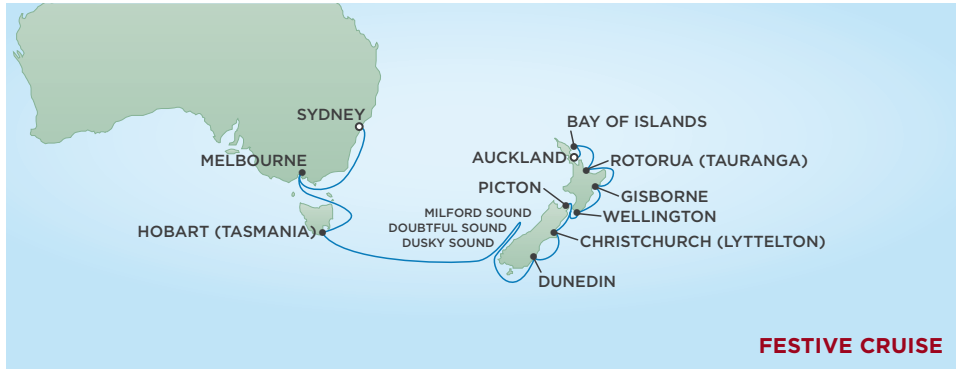 SYDNEY
MELBOURNE
HOBART (TASMANIA)
MILFORD SOUND
DOUBTFUL SOUND
DUSKY SOUND
BAY OF ISLANDS
AUCKLAND
ROTORUA (TAURANGA)
PICTON
GISBORNE
WELLINGTON
CHRISTCHURCH (LYTTELTON)
DUNEDIN
FESTIVE CRUISE